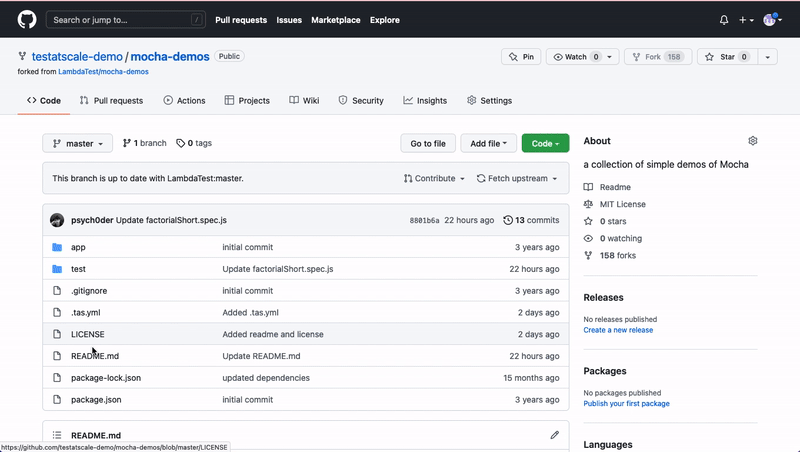 Search or jump to... / Pull requests Issues Marketplace Explore
testatscale-demo / mocha-demos Public Pin Watch 0 Fork 158 Star 0
forked from LambdaTest/mocha-demos
Code Pull requests Actions Projects Wiki Security Insights Settings
master 1 branch 0 tags Go to file Add file Code
This branch is up to date with LambdaTest:master. Contribute Fetch upstream
psych0der Update factorialShort.spec.js 8801b6a 22 hours ago 13 commits
app initial commit 3 years ago
test Update factorialShort.spec.js 22 hours ago
.gitignore initial commit 3 years ago
.tas.yml Added .tas.yml 2 days ago
LICENSE Added readme and license 2 days ago
README.md Update README.md 22 hours ago
package-lock.json updated dependencies 15 months ago
package.json initial commit 3 years ago
README.md
About
a collection of simple demos of Mocha
Readme
MIT License
0 stars
0 watching
158 forks
Releases
No releases published
Create a new release
Packages
No packages published
Publish your first package
Languages
https://github.com/testatscale-demo/mocha-demos/blob/master/LICENSE